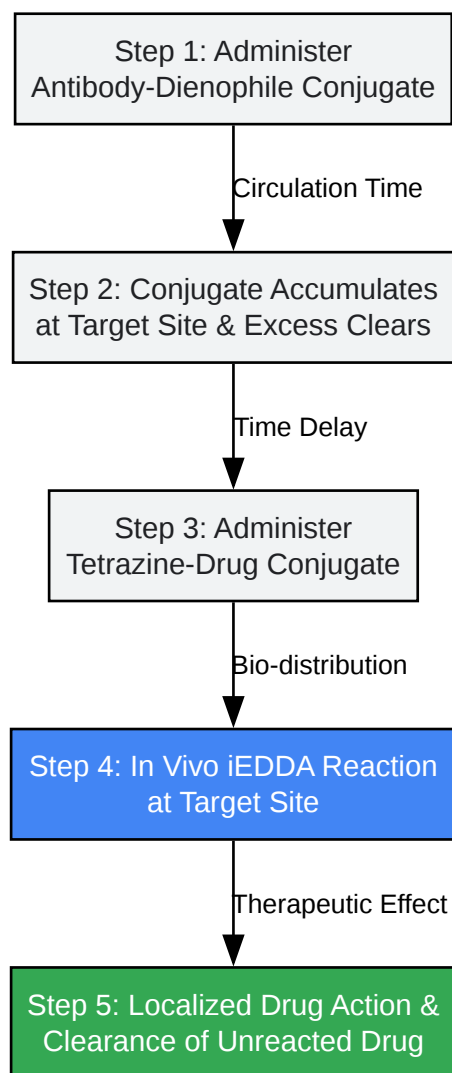 Step 1: Administer
Antibody-Dienophile Conjugate
Circulation Time
Step 2: Conjugate Accumulates
at Target Site & Excess Clears
Time Delay
Step 3: Administer
Tetrazine-Drug Conjugate
Bio-distribution
Step 4: In Vivo iEDDA Reaction
at Target Site
Therapeutic Effect
Step 5: Localized Drug Action &
Clearance of Unreacted Drug